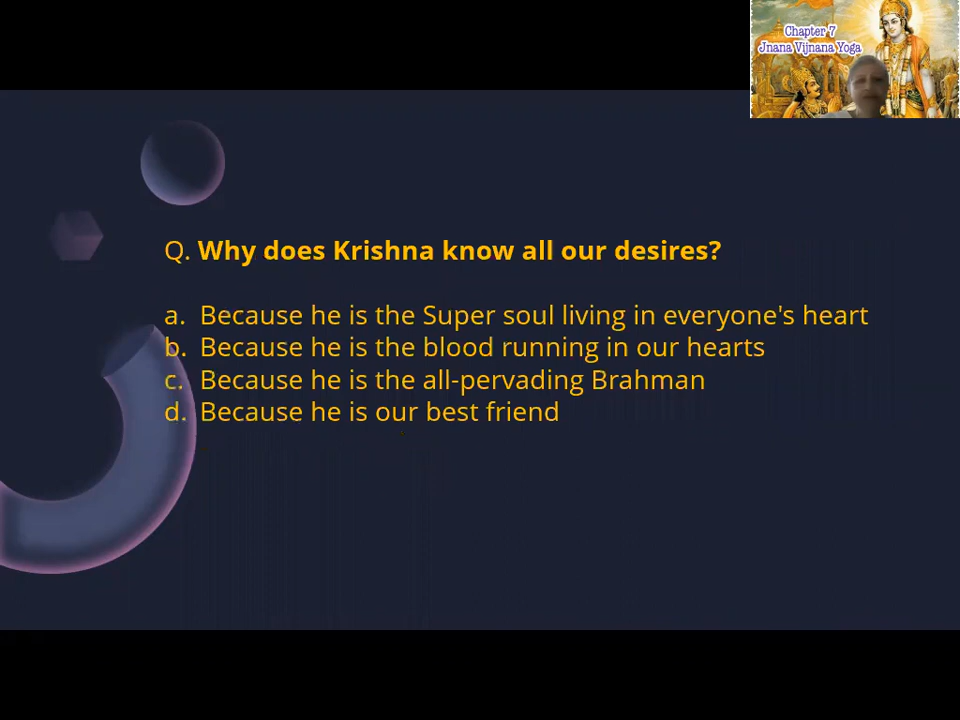 Chapter 7
Jnana Vijnana Yoga
Q. Why does Krishna know all our desires?
a. Because he is the Super soul living in everyone's heart
b. Because he is the blood running in our hearts
c. Because he is the all-pervading Brahman
d. Because he is our best friend